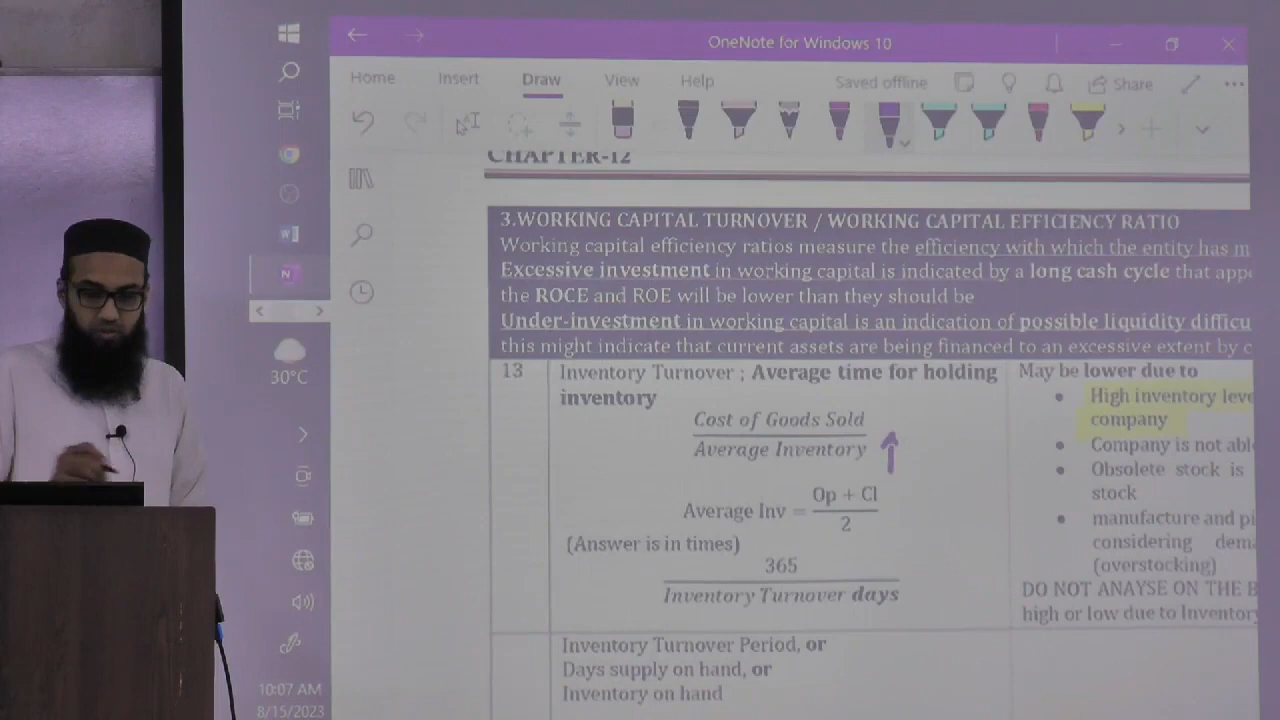 OneNote for Windows 10
Home Insert Draw View Help Saved offline Share
CHAPTER-12
3.WORKING CAPITAL TURNOVER / WORKING CAPITAL EFFICIENCY RATIO
Working capital efficiency ratios measure the efficiency with which the entity has m
Excessive investment in working capital is indicated by a long cash cycle that appe
the ROCE and ROE will be lower than they should be
Under-investment in working capital is an indication of possible liquidity difficu
this might indicate that current assets are being financed to an excessive extent by c
13
Inventory Turnover ; Average time for holding
inventory
Cost of Goods Sold
Average Inventory
Average Inv = Op + Cl
2
(Answer is in times)
365
Inventory Turnover days
May be lower due to
• High inventory leve
company
• Company is not abl
• Obsolete stock is
stock
• manufacture and
considering dem
(overstocking)
DO NOT ANAYSE ON THE B
high or low due to Inventory
Inventory Turnover Period, or
Days supply on hand, or
Inventory on hand
W
N
30°C
10:07 AM
8/15/2023